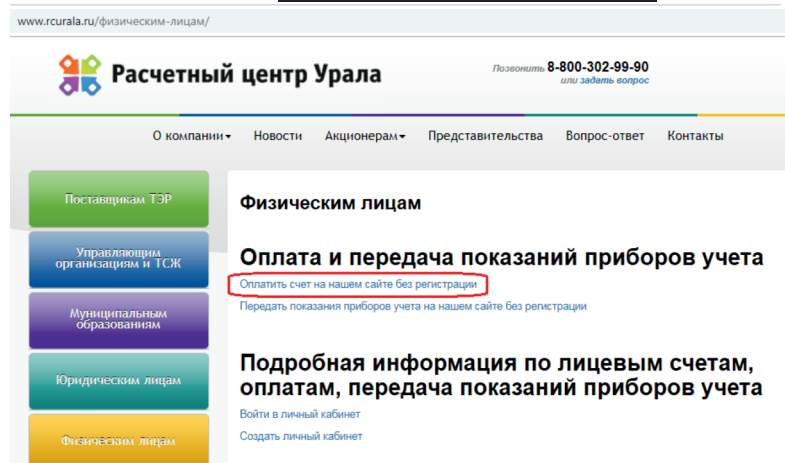 www.rcurala.ru/физическим-лицам/
Расчетный центр Урала
Позвонить 8-800-302-99-90
или задать вопрос
О компании Новости Акционерам Представительства Вопрос-ответ Контакты
Поставщикам ТЭР
Управляющим
организациям и ТСЖ
Муниципальным
образованиям
Юридическим лицам
Физическим лицам
Физическим лицам
Оплата и передача показаний приборов учета
Оплатить счет на нашем сайте без регистрации
Передать показания приборов учета на нашем сайте без регистрации
Подробная информация по лицевым счетам,
оплатам, передача показаний приборов учета
Войти в личный кабинет
Создать личный кабинет